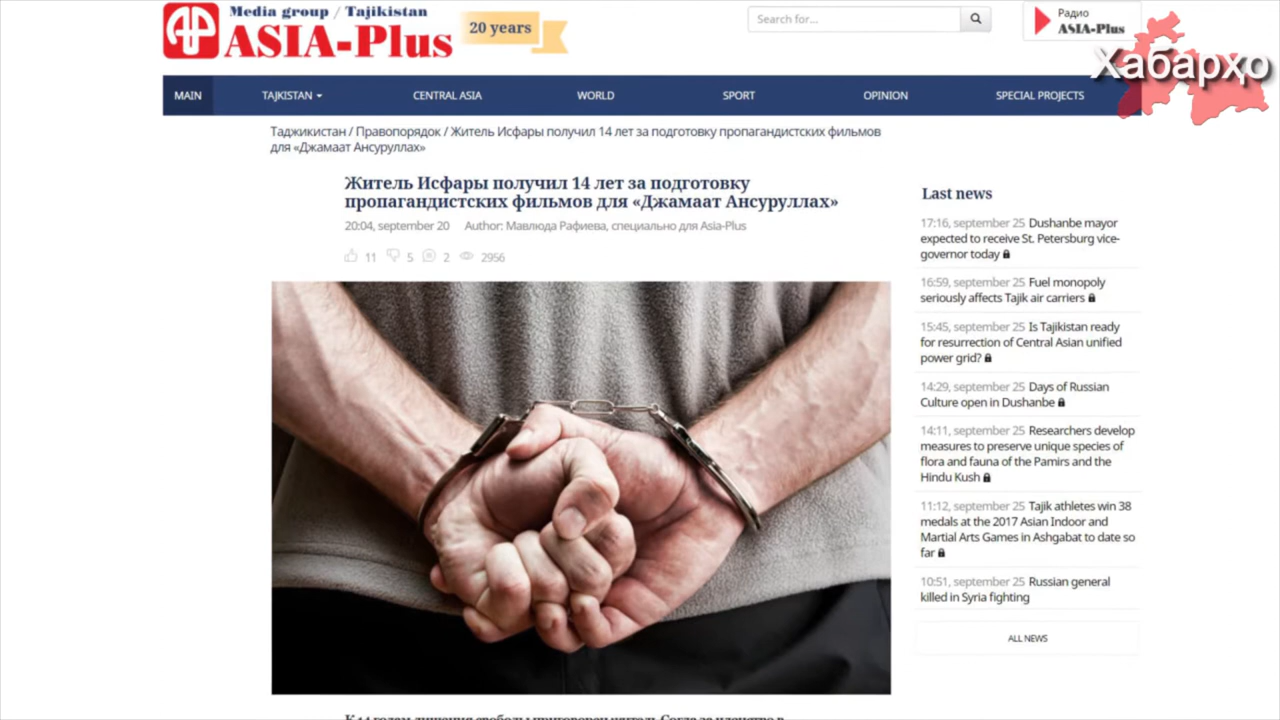 Media group / Tajikistan
ASIA-Plus
20 years
Search for...
Радио
ASIA-Plus
Хабарҳо
MAIN
TAJKISTAN
CENTRAL ASIA
WORLD
SPORT
OPINION
SPECIAL PROJECTS
Таджикистан / Правопорядок / Житель Исфары получил 14 лет за подготовку пропагандистских фильмов
для «Джамаат Ансуруллах»
Житель Исфары получил 14 лет за подготовку
пропагандистских фильмов для «Джамаат Ансуруллах»
20:04, september 20 Author: Мавлюда Рафиева, специально для Asia-Plus
11 5 2 2956
Last news
17:16, september 25 Dushanbe mayor
expected to receive St. Petersburg vice-
governor today
16:59, september 25 Fuel monopoly
seriously affects Tajik air carriers
15:45, september 25 Is Tajikistan ready
for resurrection of Central Asian unified
power grid?
14:29, september 25 Days of Russian
Culture open in Dushanbe
14:11, september 25 Researchers develop
measures to preserve unique species of
flora and fauna of the Pamirs and the
Hindu Kush
11:12, september 25 Tajik athletes win 38
medals at the 2017 Asian Indoor and
Martial Arts Games in Ashgabat to date so
far
10:51, september 25 Russian general
killed in Syria fighting
ALL NEWS